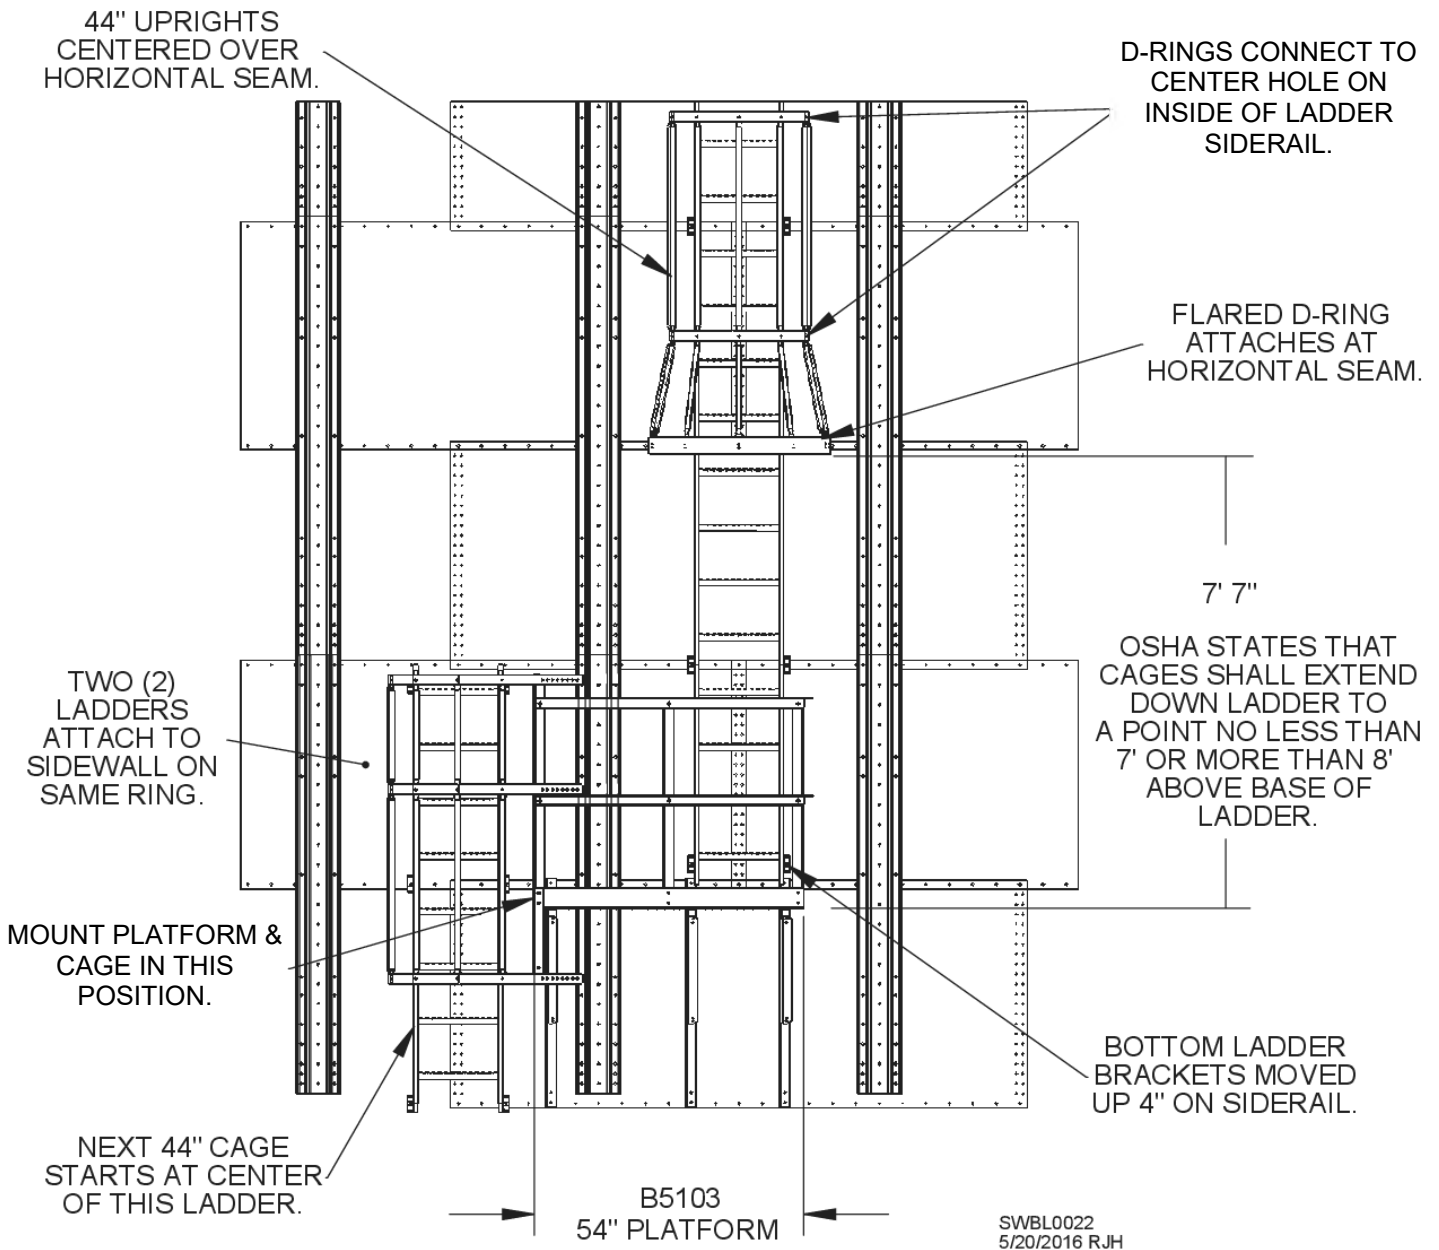 44" UPRIGHTS
CENTERED OVER
HORIZONTAL SEAM.
D-RINGS CONNECT TO
CENTER HOLE ON
INSIDE OF LADDER
SIDERAIL.
FLARED D-RING
ATTACHES AT
HORIZONTAL SEAM.
7' 7"
OSHA STATES THAT
CAGES SHALL EXTEND
DOWN LADDER TO
A POINT NO LESS THAN
7' OR MORE THAN 8'
ABOVE BASE OF
LADDER.
TWO (2)
LADDERS
ATTACH TO
SIDEWALL ON
SAME RING.
MOUNT PLATFORM &
CAGE IN THIS
POSITION.
BOTTOM LADDER
BRACKETS MOVED
UP 4" ON SIDERAIL.
NEXT 44" CAGE
STARTS AT CENTER
OF THIS LADDER.
B5103
54" PLATFORM
SWBL0022
5/20/2016 RJH